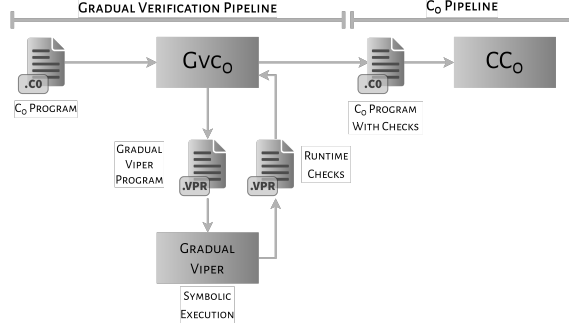 GRADUAL VERIFICATION PIPELINE
C₀ PIPELINE
.C0
C₀ PROGRAM
GVC₀
.C0
C₀ PROGRAM
WITH CHECKS
CC₀
GRADUAL
VIPER
PROGRAM
.VPR
.VPR
RUNTIME
CHECKS
GRADUAL
VIPER
SYMBOLIC
EXECUTION